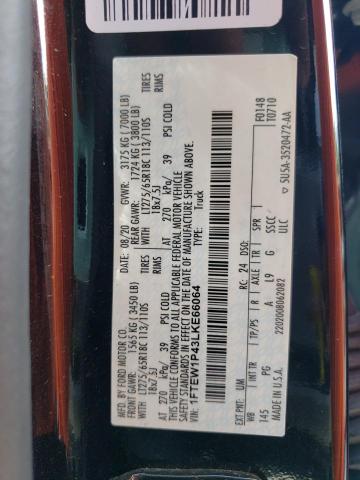 MFD. BY FORD MOTOR CO.
DATE: 08/20 GVWR: 3175 KG ( 7000 LB)
FRONT GAWR: 1565 KG ( 3450 LB) REAR GAWR: 1724 KG ( 3800 LB)
WITH LT275/65R18C 113/110S TIRES WITH LT275/65R18C 113/110S TIRES
18x7.5J RIMS 18x7.5J RIMS
AT 270 kPa/ 39 PSI COLD AT 270 kPa/ 39 PSI COLD
THIS VEHICLE CONFORMS TO ALL APPLICABLE FEDERAL MOTOR VEHICLE
SAFETY STANDARDS IN EFFECT ON THE DATE OF MANUFACTURE SHOWN ABOVE.
VIN: 1FTEW1P43LKE66064
TYPE: Truck
F0148
T0710
EXT PNT: UM RC: 24 DSO:
WB INT TR TP/PS R AXLE TR SPR
145 PG A L9 G SSCC
MADE IN U.S.A. 2202008062082 ULC
5U5A-3520472-AA